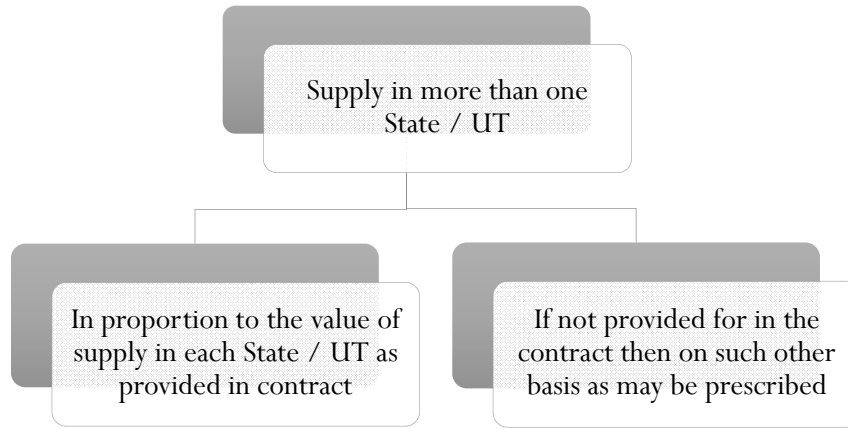 Supply in more than one
State / UT
In proportion to the value of
supply in each State / UT as
provided in contract
If not provided for in the
contract then on such other
basis as may be prescribed